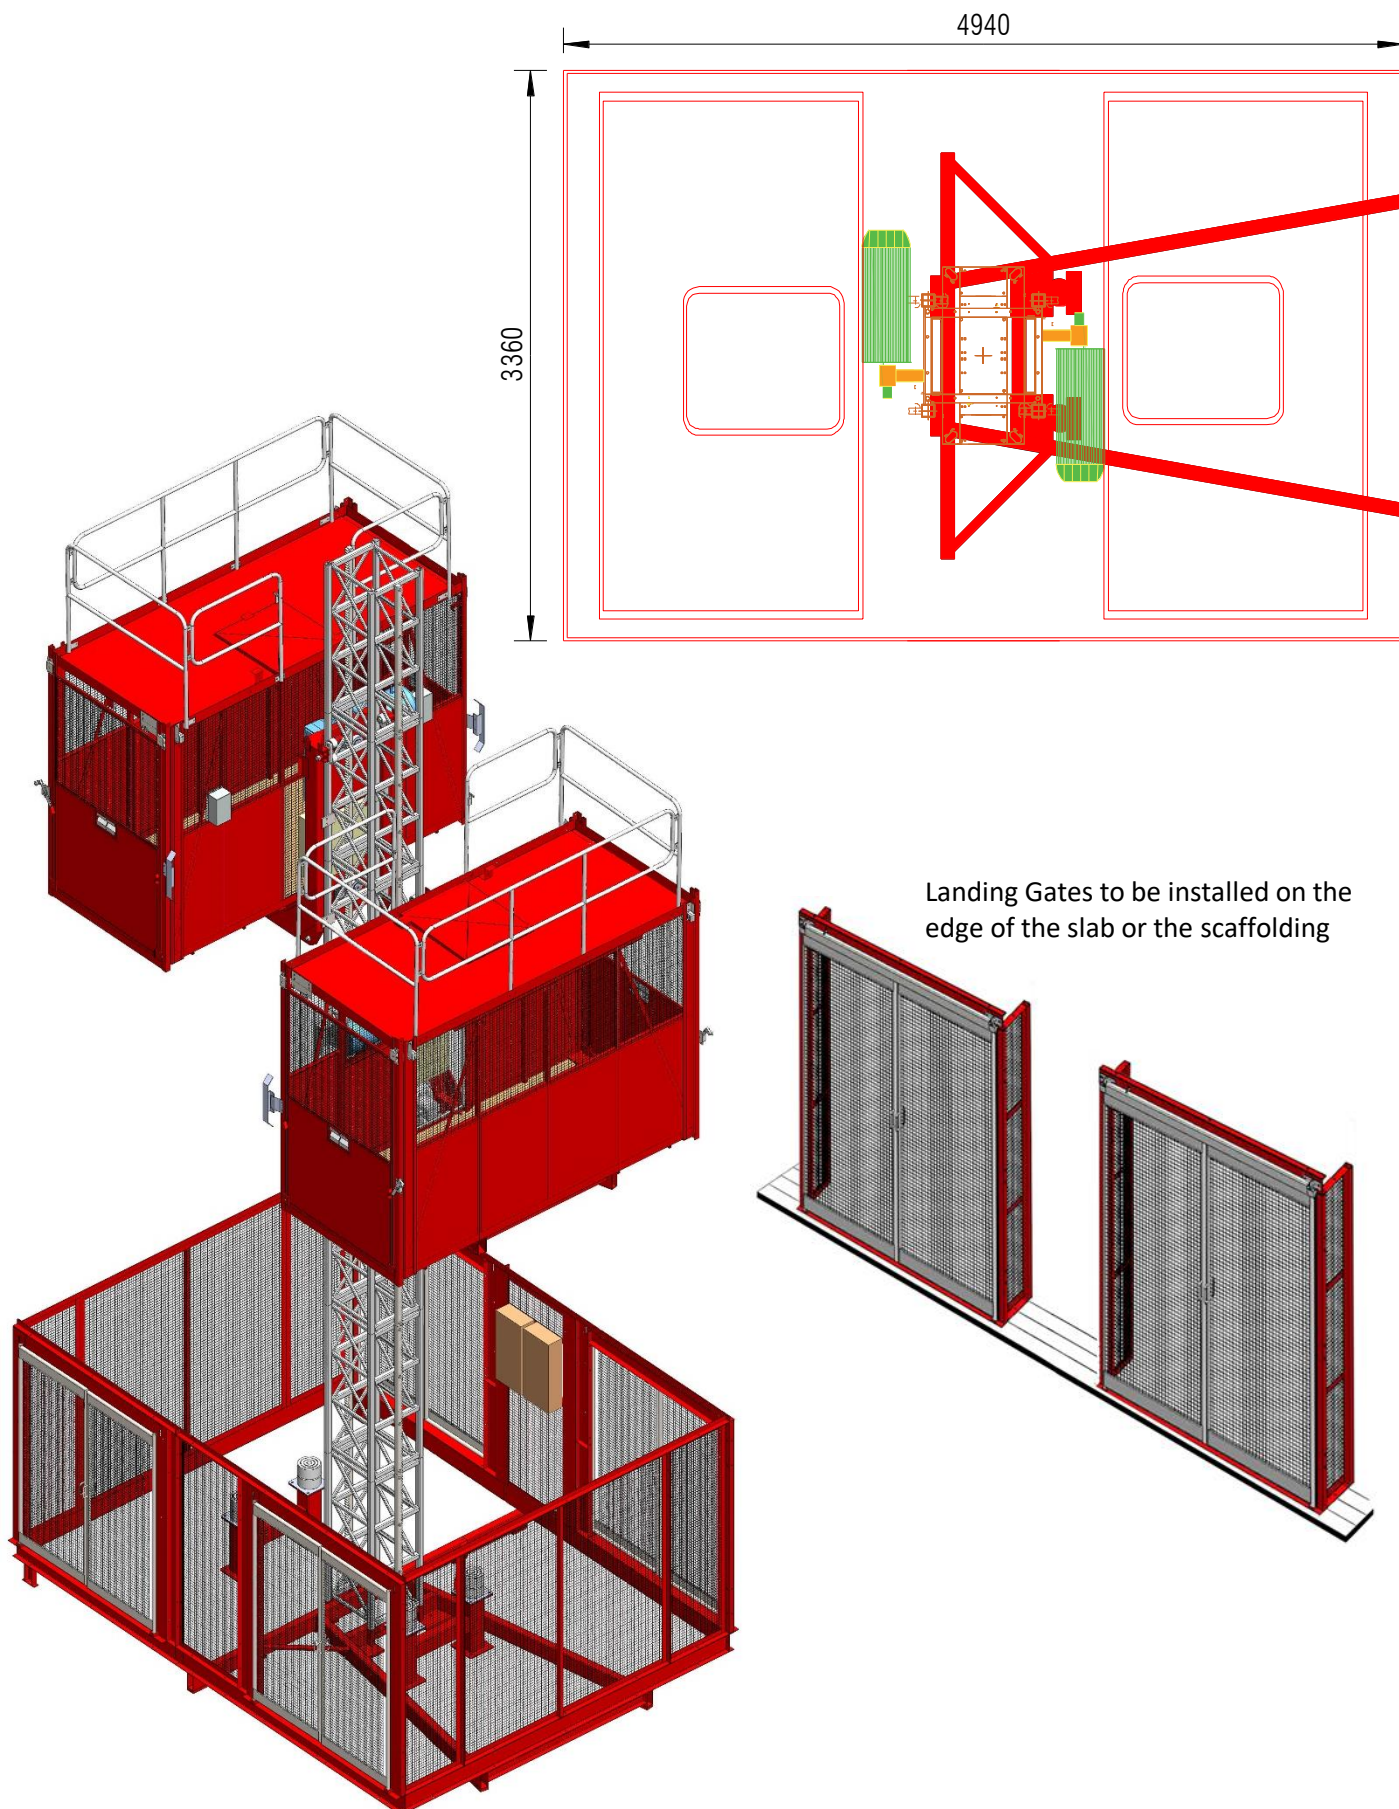 4940
3360
Landing Gates to be installed on the
edge of the slab or the scaffolding